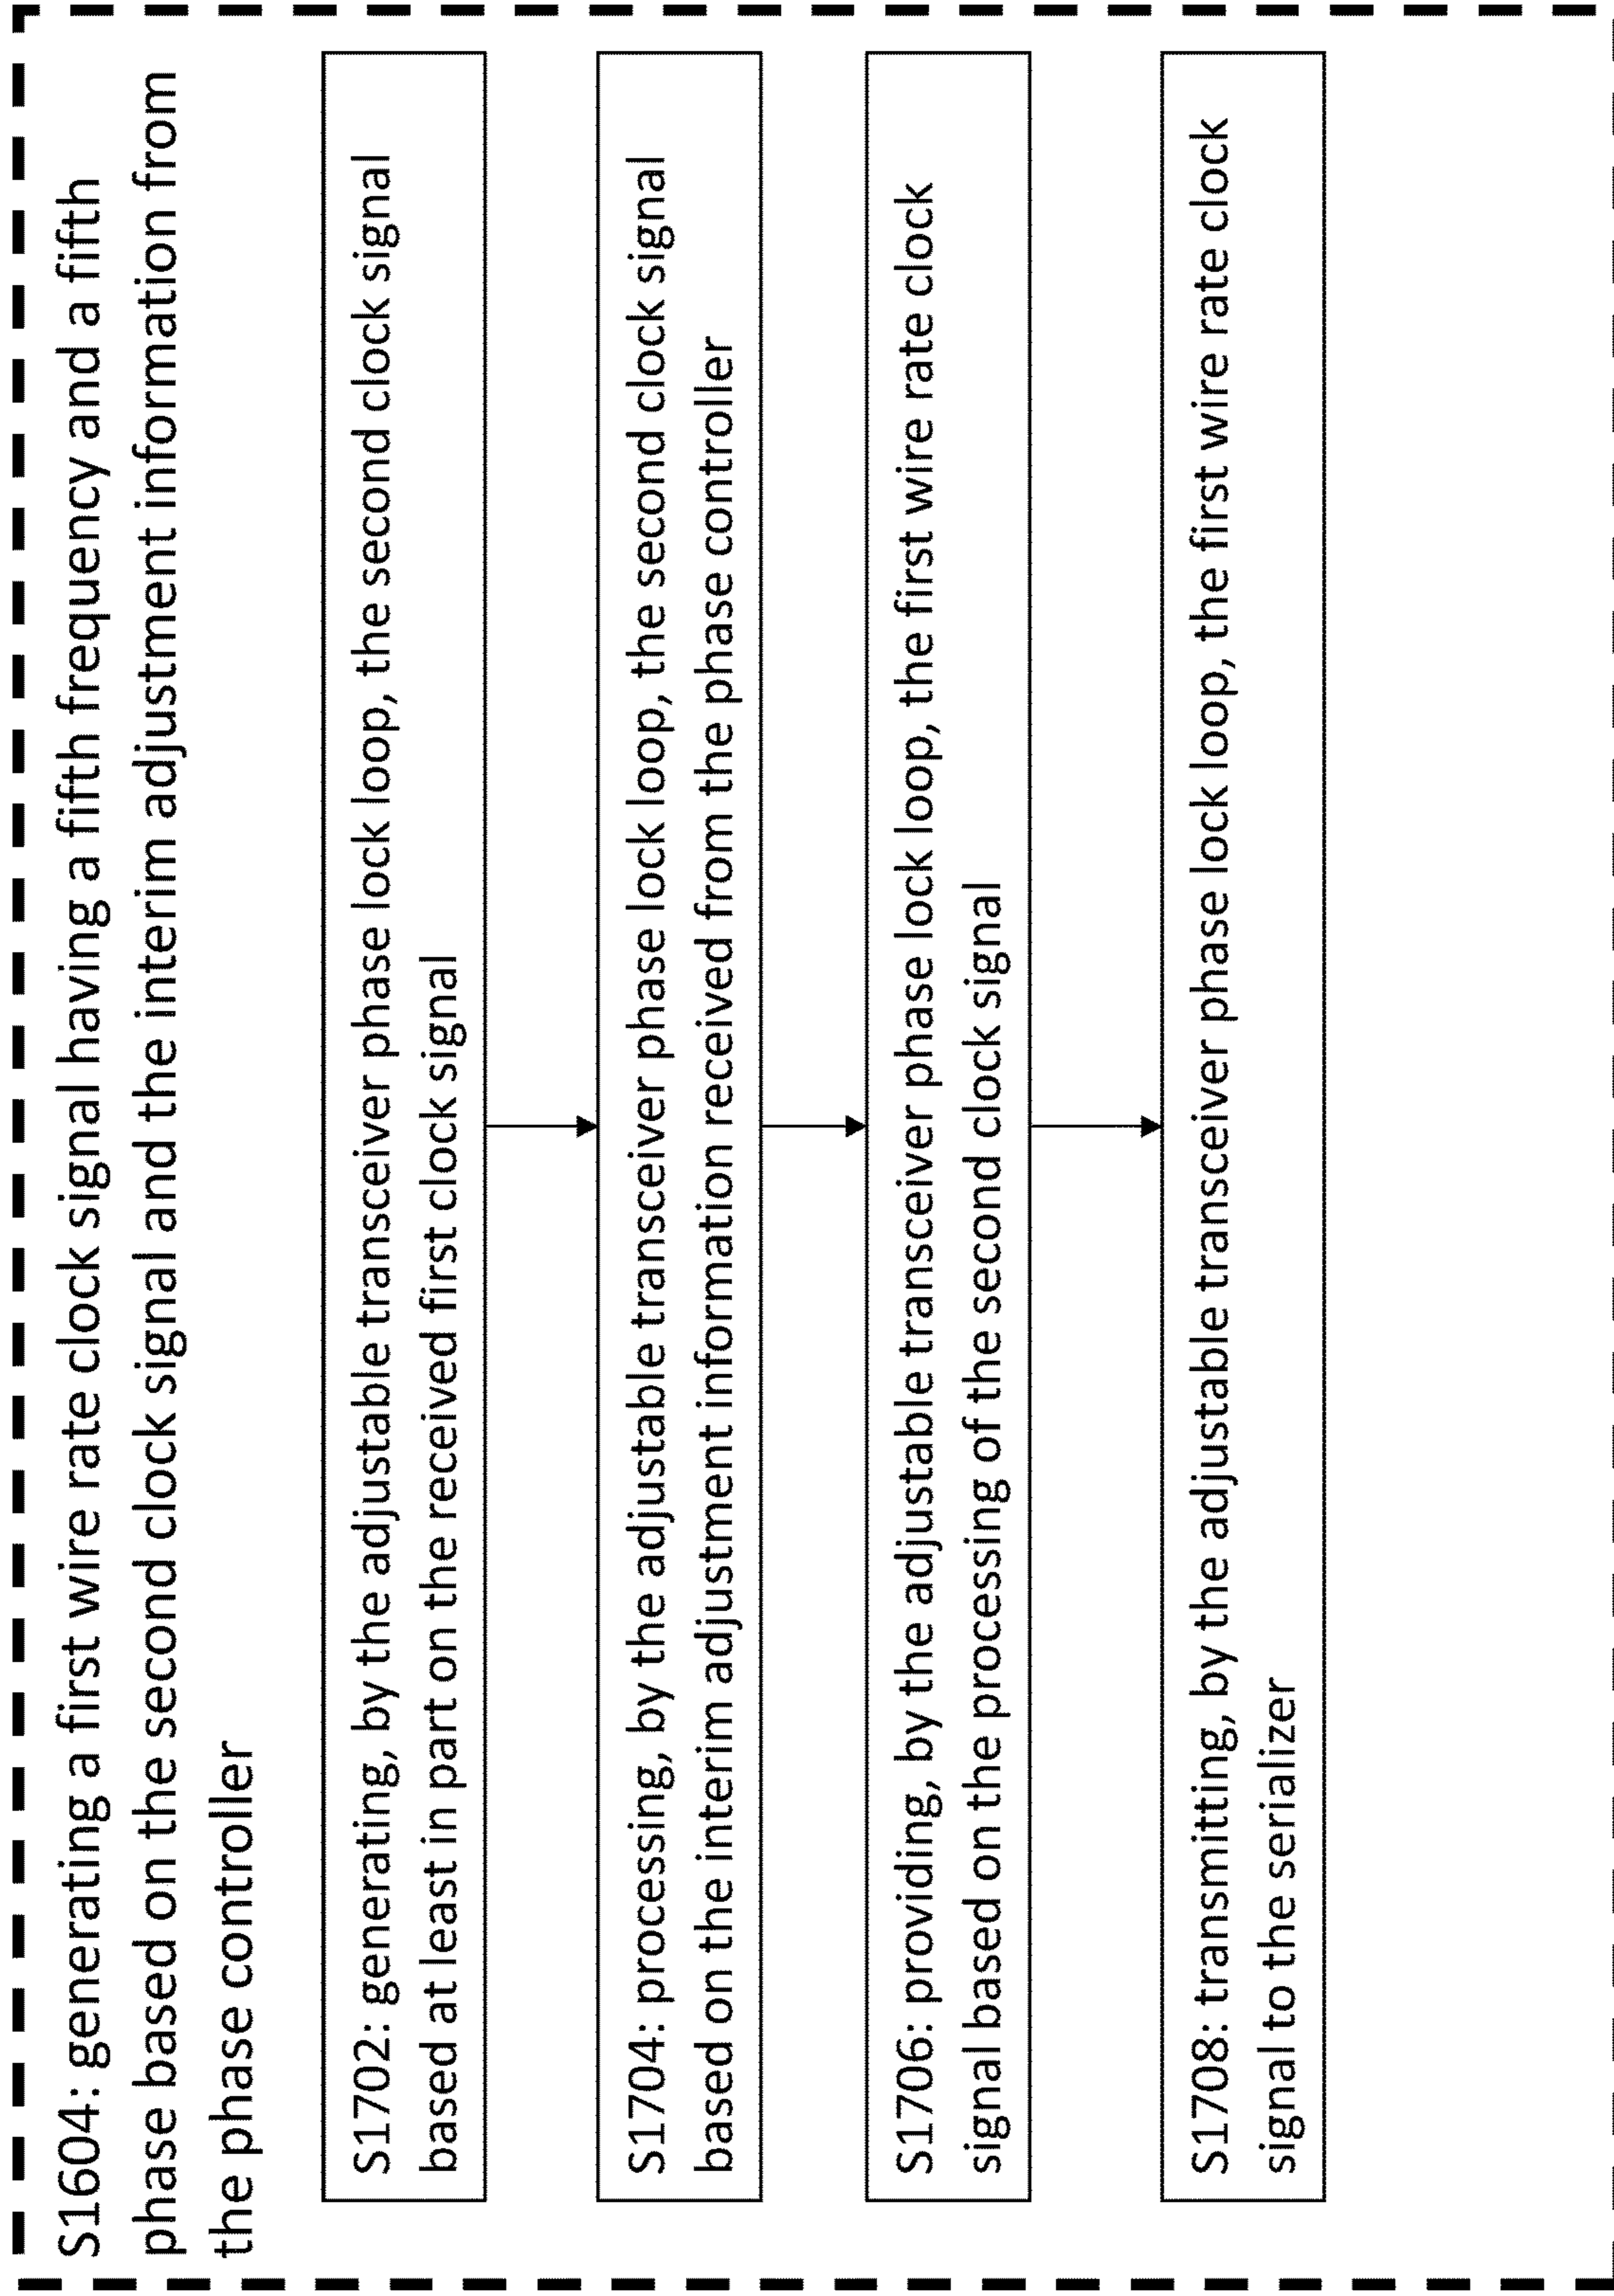 S1604: generating a first wire rate clock signal having a fifth frequency and a fifth
phase based on the second clock signal and the interim adjustment information from
the phase controller
S1702: generating, by the adjustable transceiver phase lock loop, the second clock signal
based at least in part on the received first clock signal
S1704: processing, by the adjustable transceiver phase lock loop, the second clock signal
based on the interim adjustment information received from the phase controller
S1706: providing, by the adjustable transceiver phase lock loop, the first wire rate clock
signal based on the processing of the second clock signal
S1708: transmitting, by the adjustable transceiver phase lock loop, the first wire rate clock
signal to the serializer